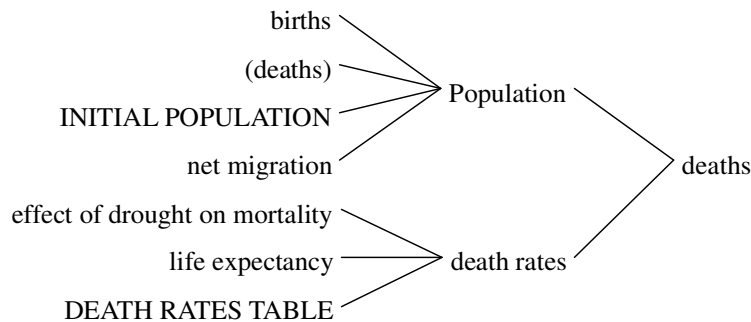 births
(deaths)
INITIAL POPULATION
net migration
Population
deaths
effect of drought on mortality
life expectancy
DEATH RATES TABLE
death rates